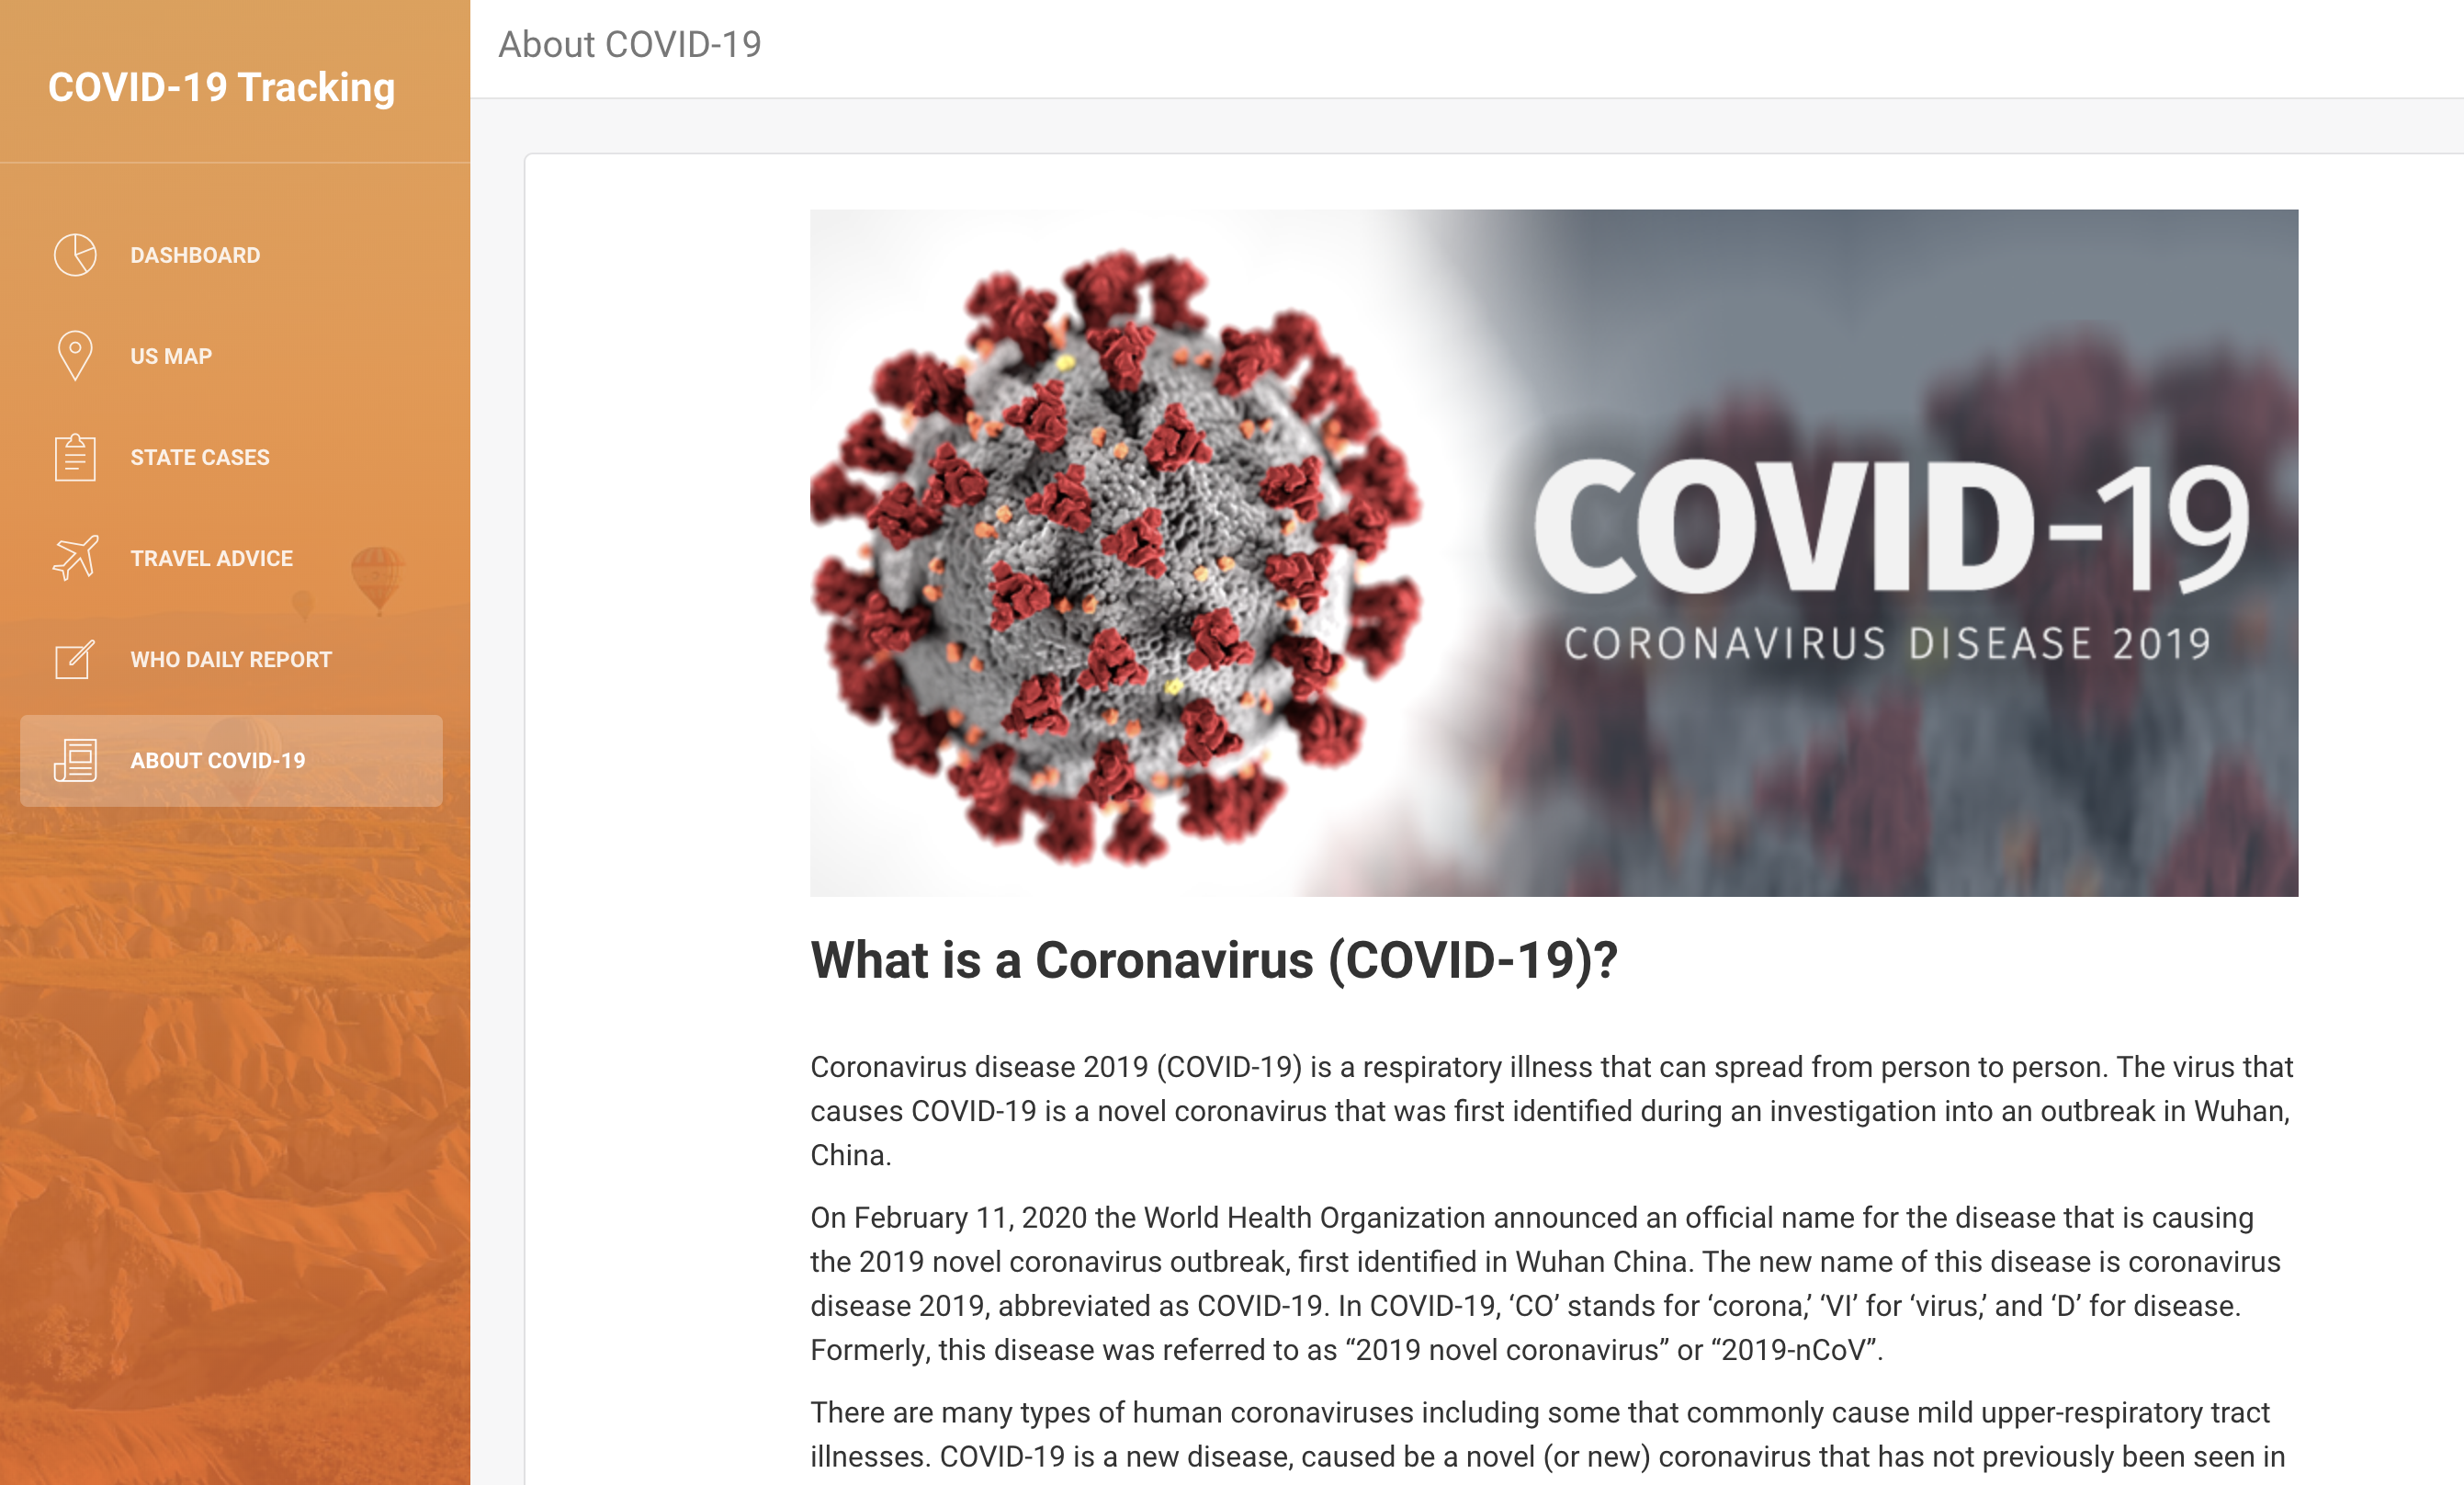 COVID-19 Tracking
DASHBOARD
US MAP
STATE CASES
TRAVEL ADVICE
WHO DAILY REPORT
ABOUT COVID-19
About COVID-19
COVID-19
CORONAVIRUS DISEASE 2019
What is a Coronavirus (COVID-19)?
Coronavirus disease 2019 (COVID-19) is a respiratory illness that can spread from person to person. The virus that
causes COVID-19 is a novel coronavirus that was first identified during an investigation into an outbreak in Wuhan,
China.
On February 11, 2020 the World Health Organization announced an official name for the disease that is causing
the 2019 novel coronavirus outbreak, first identified in Wuhan China. The new name of this disease is coronavirus
disease 2019, abbreviated as COVID-19. In COVID-19, ‘CO’ stands for ‘corona,’ ‘VI’ for ‘virus,’ and ‘D’ for disease.
Formerly, this disease was referred to as “2019 novel coronavirus” or “2019-nCoV”.
There are many types of human coronaviruses including some that commonly cause mild upper-respiratory tract
illnesses. COVID-19 is a new disease, caused be a novel (or new) coronavirus that has not previously been seen in